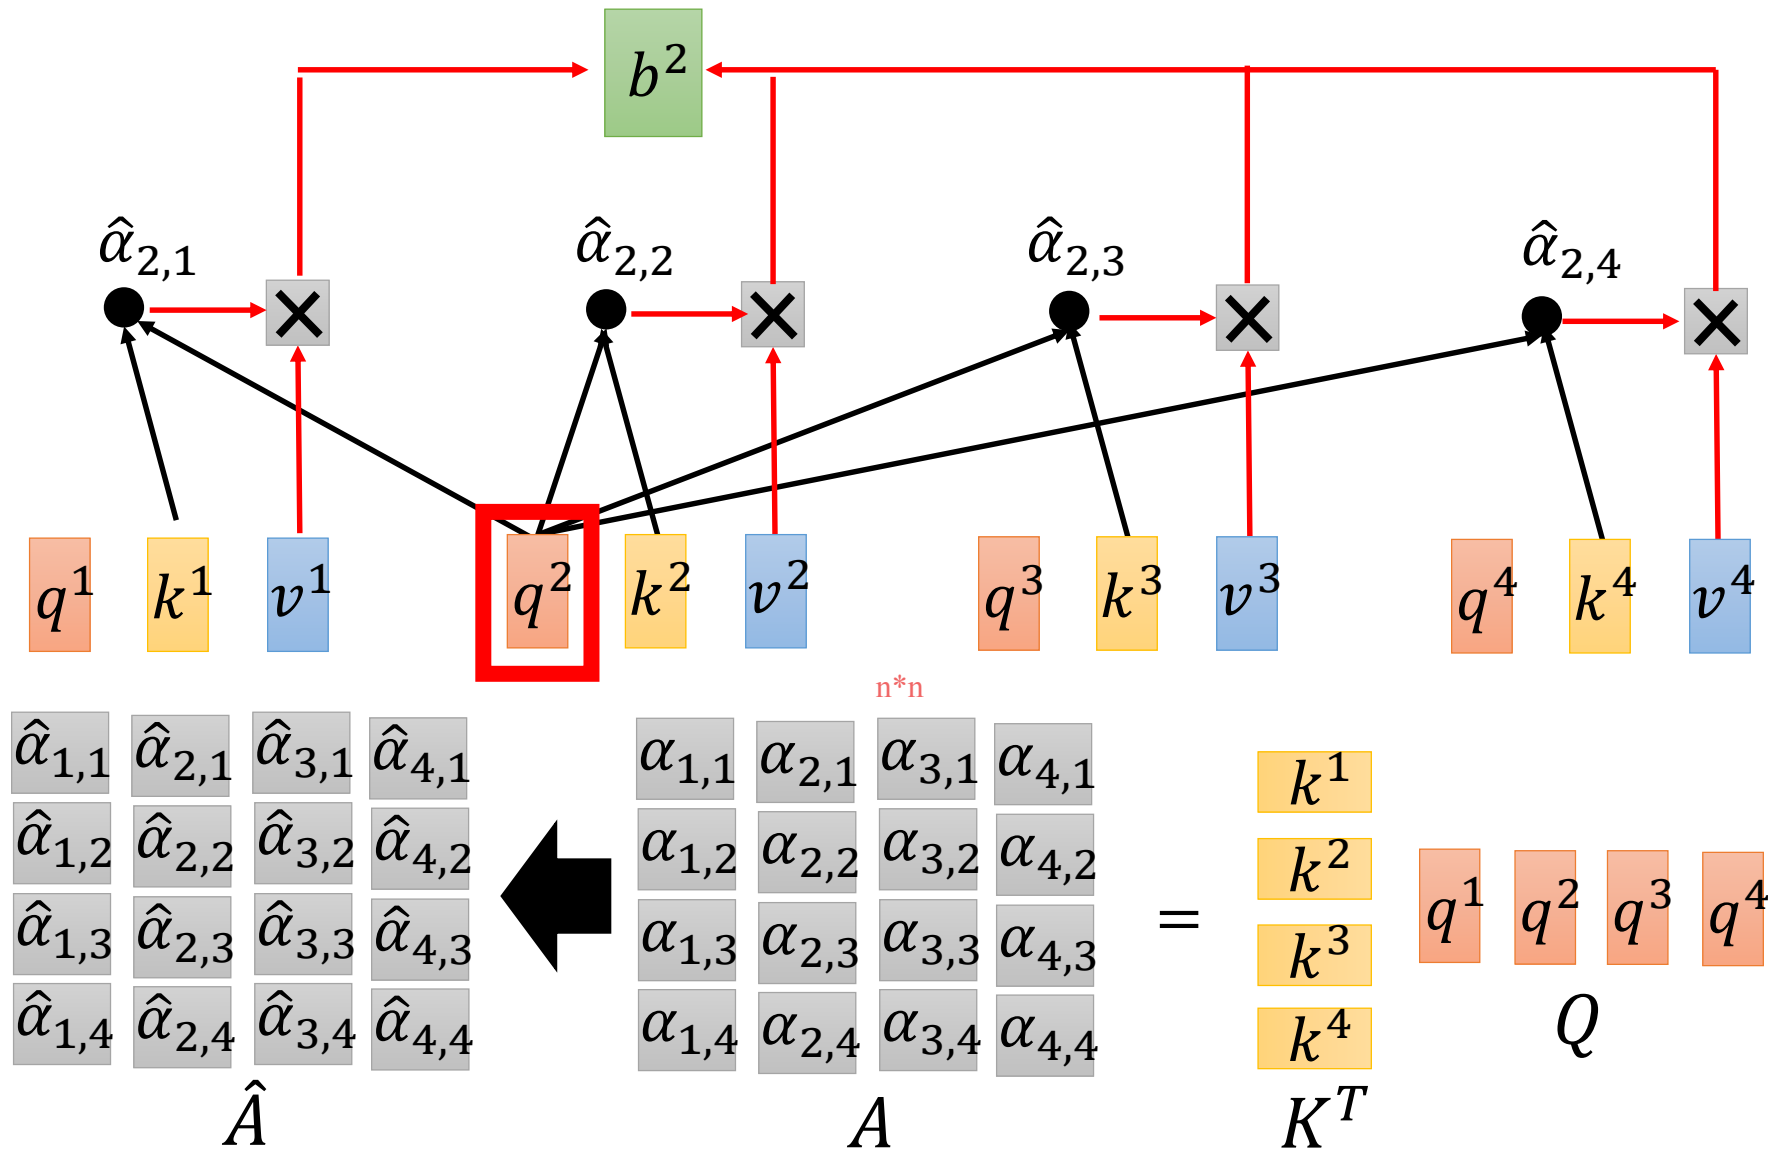 b²
α̂₂,₁ α̂₂,₂ α̂₂,₃ α̂₂,₄
q¹ k¹ v¹ q² k² v² q³ k³ v³ q⁴ k⁴ v⁴
n*n
α̂₁,₁ α̂₂,₁ α̂₃,₁ α̂₄,₁ α₁,₁ α₂,₁ α₃,₁ α₄,₁ k¹
α̂₁,₂ α̂₂,₂ α̂₃,₂ α̂₄,₂ α₁,₂ α₂,₂ α₃,₂ α₄,₂ k²
= q¹ q² q³ q⁴
α̂₁,₃ α̂₂,₃ α̂₃,₃ α̂₄,₃ α₁,₃ α₂,₃ α₃,₃ α₄,₃ k³
α̂₁,₄ α̂₂,₄ α̂₃,₄ α̂₄,₄ α₁,₄ α₂,₄ α₃,₄ α₄,₄ k⁴ Q
Â A Kᵀ